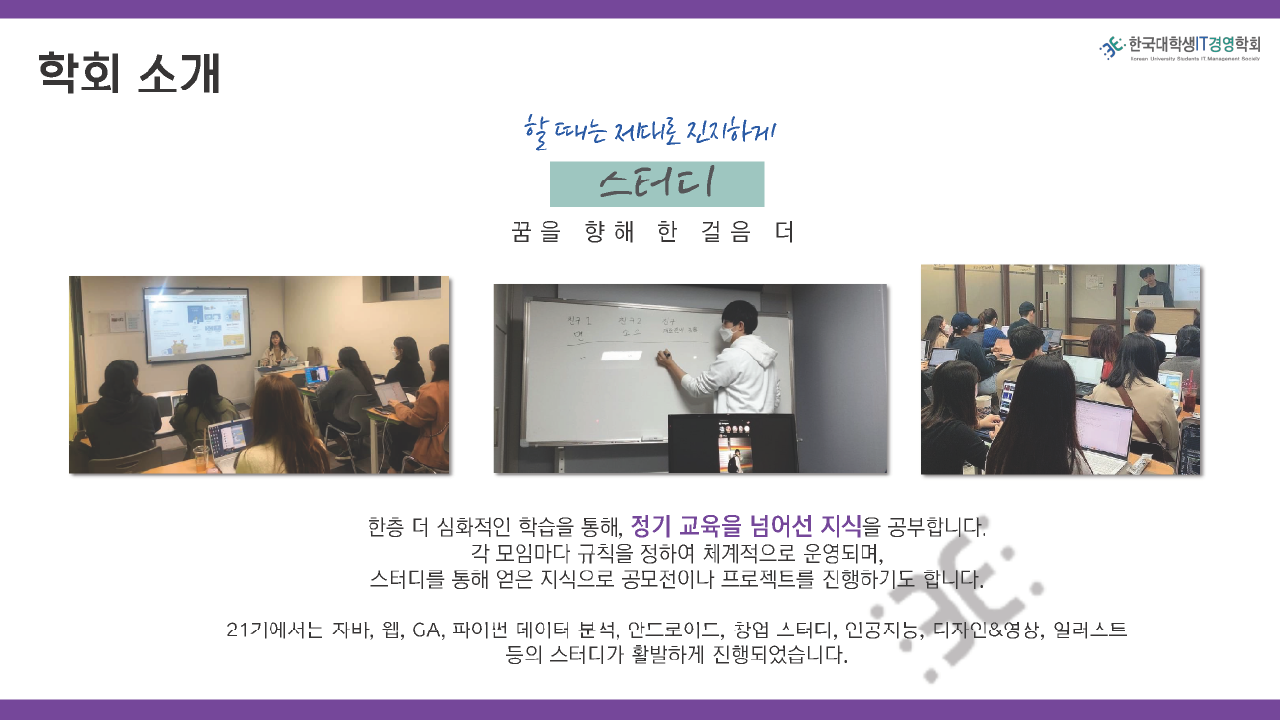 학회 소개
한국대학생IT경영학회
Korean University Students IT Management Society
할 때는 제대로 진지하게
스터디
꿈을 향해 한 걸음 더
친구 1 친구 2 친구
한층 더 심화적인 학습을 통해, 정기 교육을 넘어선 지식을 공부합니다.
각 모임마다 규칙을 정하여 체계적으로 운영되며,
스터디를 통해 얻은 지식으로 공모전이나 프로젝트를 진행하기도 합니다.
21기에서는 자바, 웹, GA, 파이썬 데이터 분석, 안드로이드, 창업 스터디, 인공지능, 디자인&영상, 일러스트
등의 스터디가 활발하게 진행되었습니다.